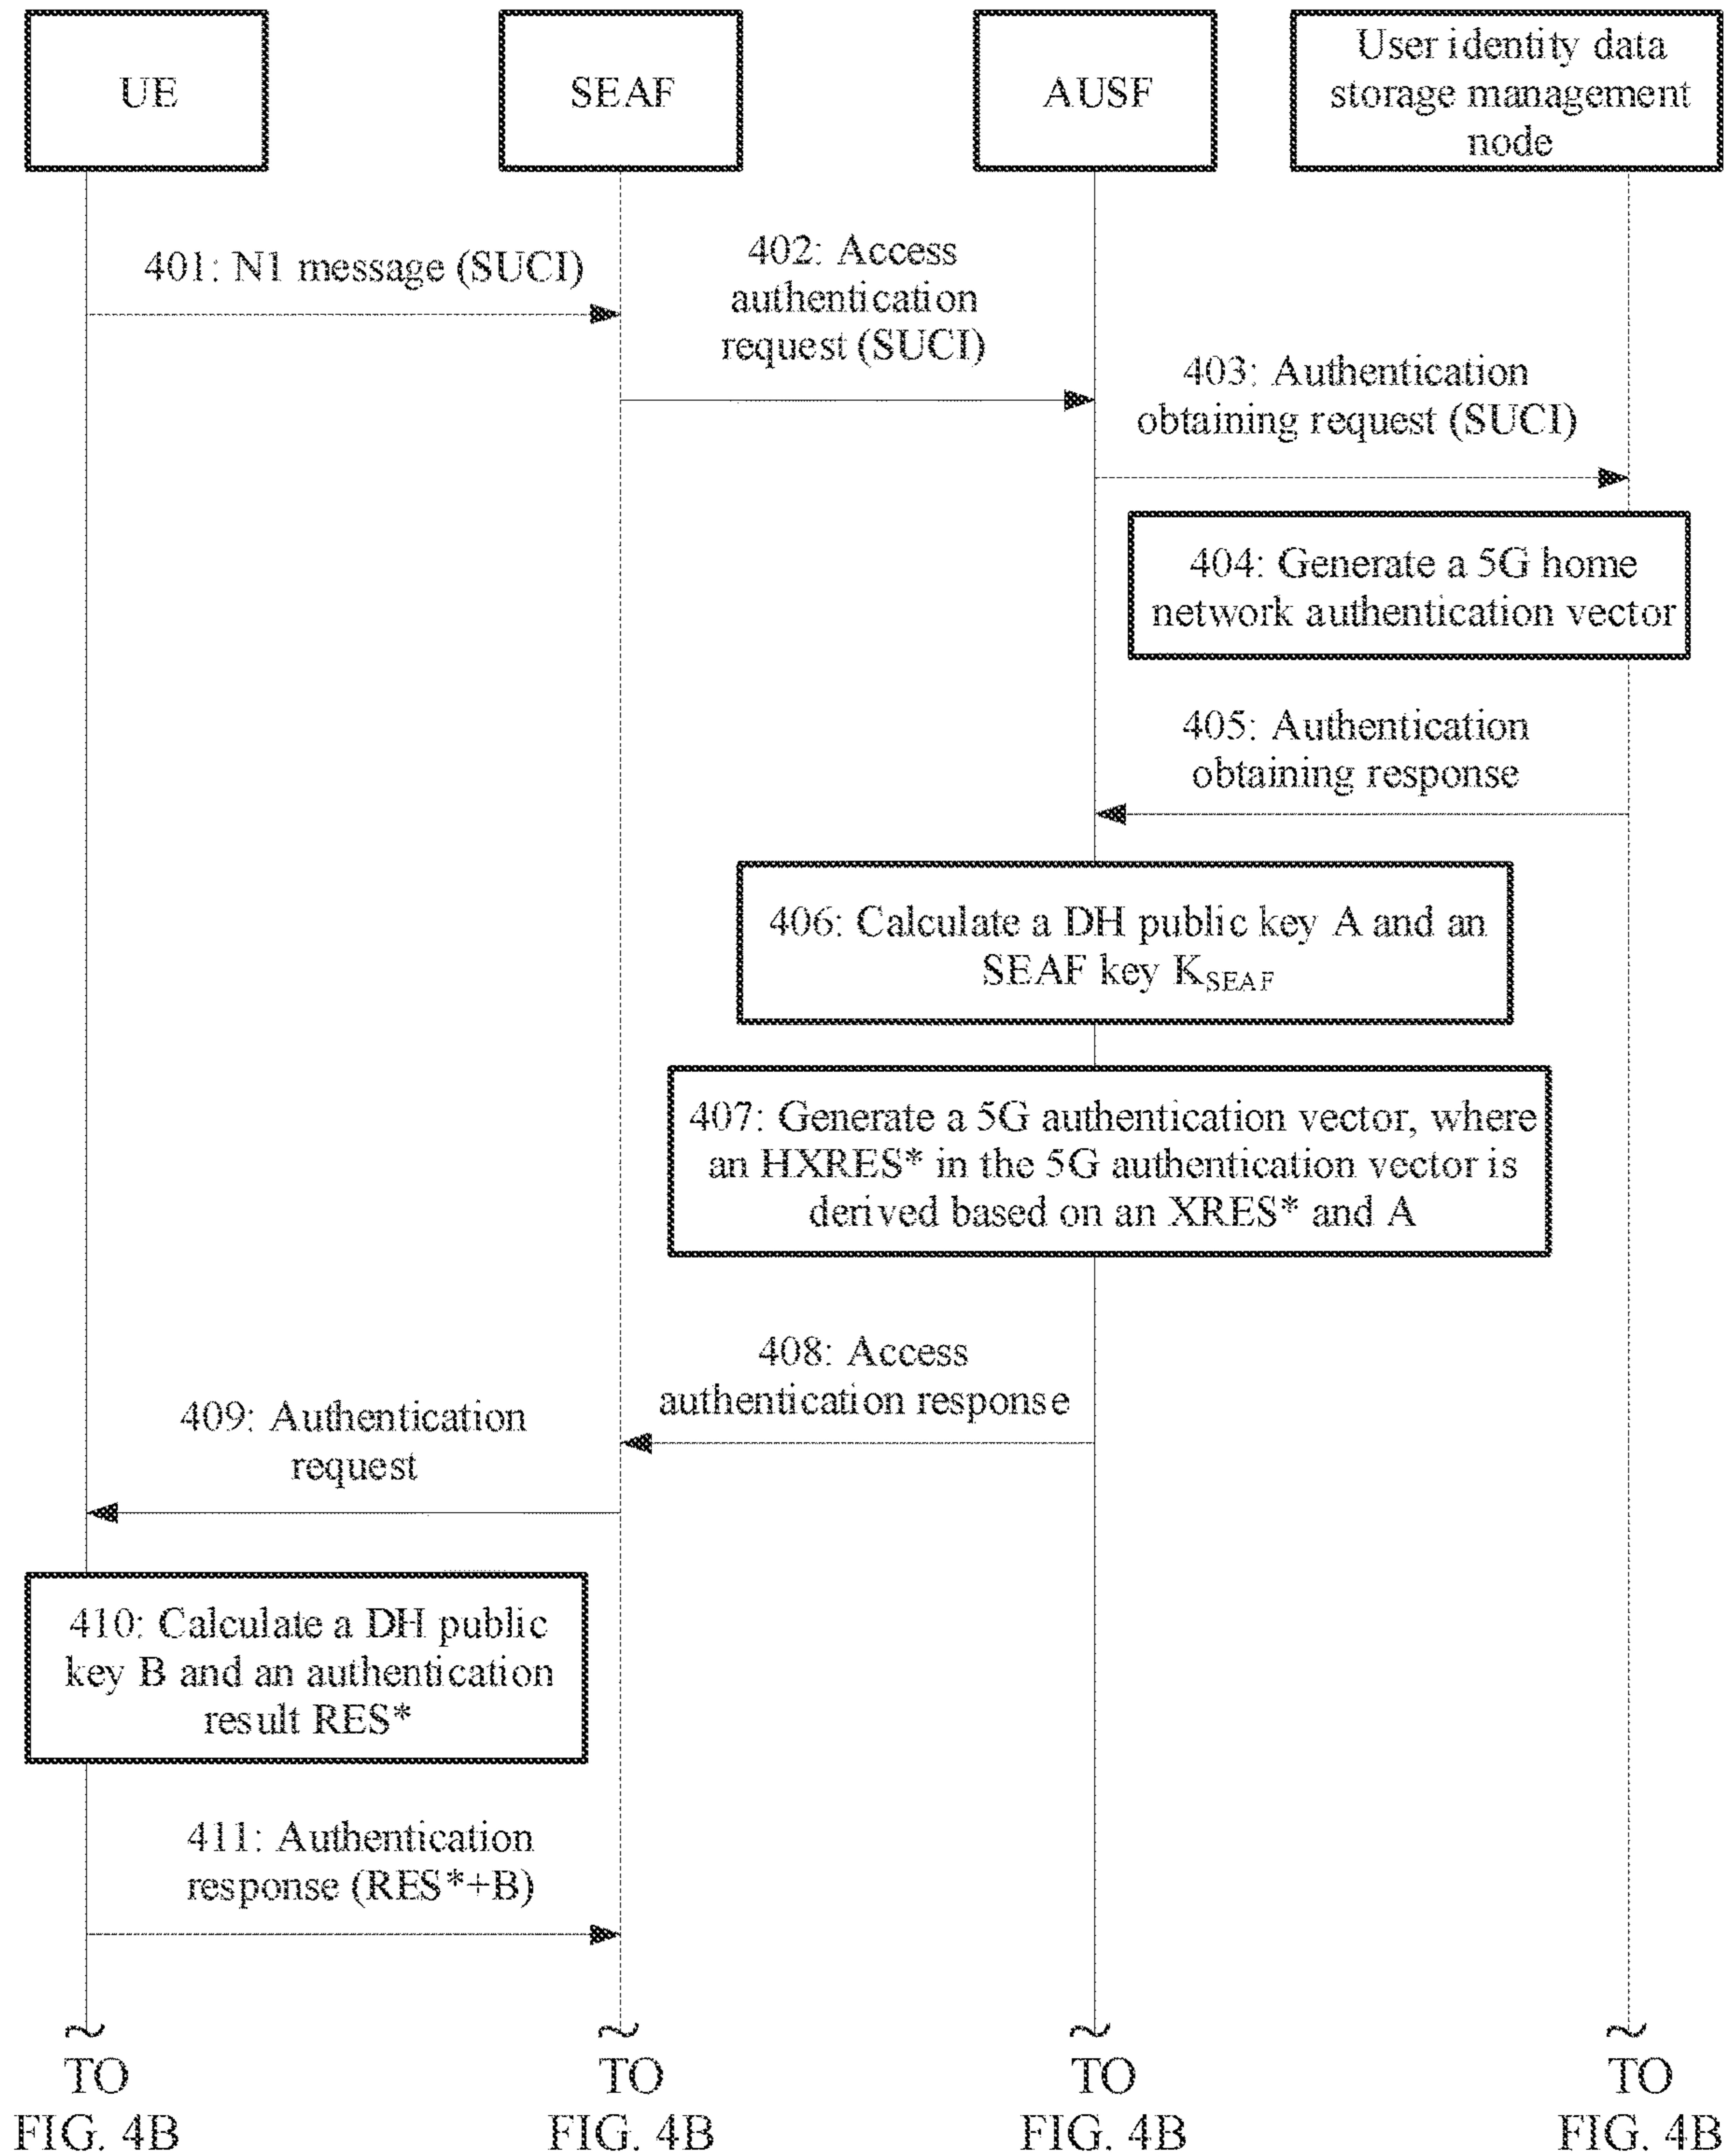 UE
SEAF
AUSF
User identity data
storage management
node
401: N1 message (SUCI)
402: Access
authentication
request (SUCI)
403: Authentication
obtaining request (SUCI)
404: Generate a 5G home
network authentication vector
405: Authentication
obtaining response
406: Calculate a DH public key A and an
SEAF key K_SEAF
407: Generate a 5G authentication vector, where
an HXRES* in the 5G authentication vector is
derived based on an XRES* and A
408: Access
authentication response
409: Authentication
request
410: Calculate a DH public
key B and an authentication
result RES*
411: Authentication
response (RES*+B)
TO
FIG. 4B
TO
FIG. 4B
TO
FIG. 4B
TO
FIG. 4B